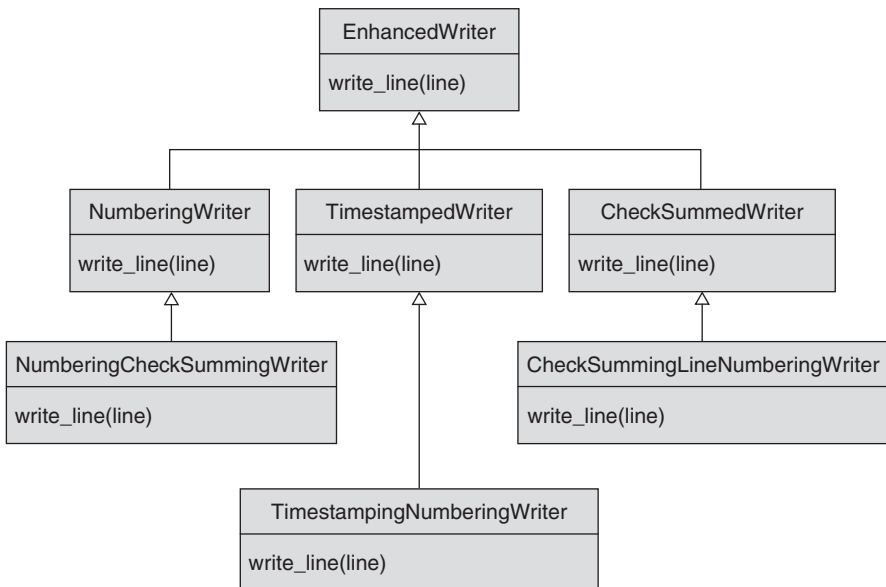 EnhancedWriter
write_line(line)
NumberingWriter
write_line(line)
TimestampedWriter
write_line(line)
CheckSummedWriter
write_line(line)
NumberingCheckSummingWriter
write_line(line)
CheckSummingLineNumberingWriter
write_line(line)
TimestampingNumberingWriter
write_line(line)